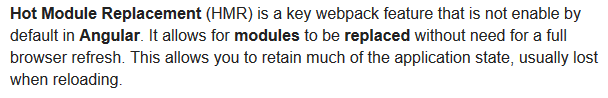 Hot Module Replacement (HMR) is a key webpack feature that is not enable by
default in Angular. It allows for modules to be replaced without need for a full
browser refresh. This allows you to retain much of the application state, usually lost
when reloading.